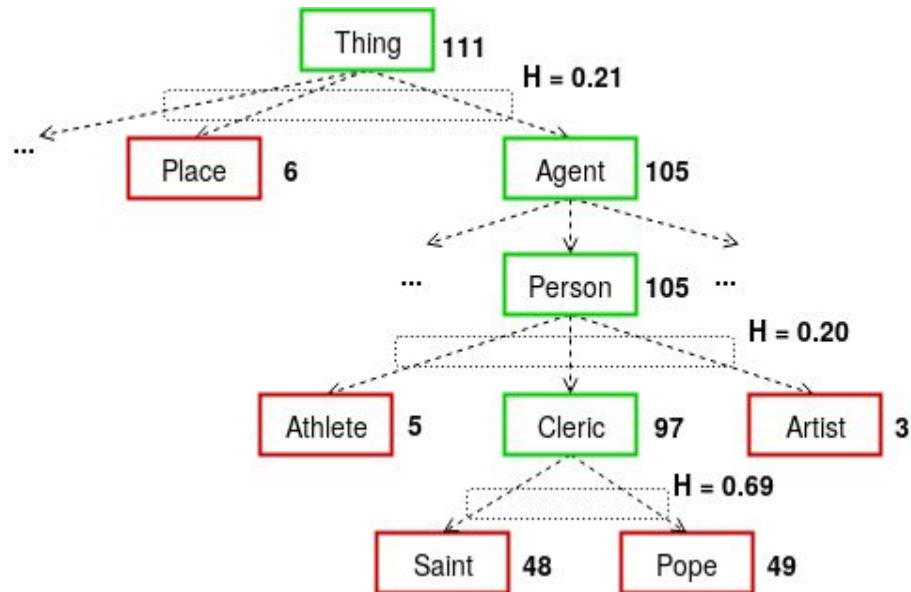 Thing 111
H = 0.21
...
Place 6
Agent 105
...
Person 105
...
H = 0.20
Athlete 5
Cleric 97
Artist 3
H = 0.69
Saint 48
Pope 49